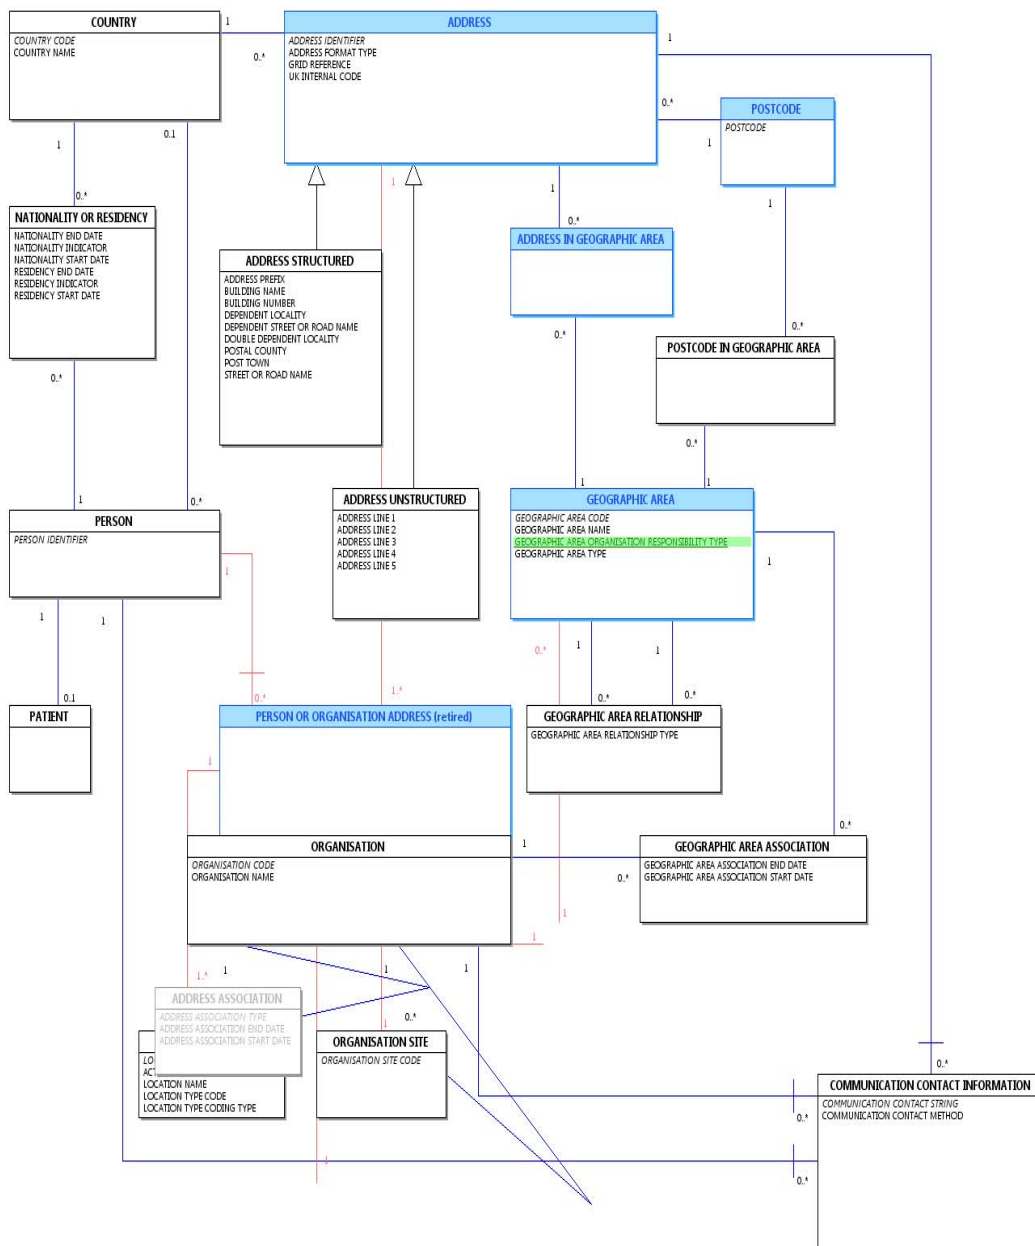 COUNTRY
COUNTRY CODE
COUNTRY NAME
1
0..*
ADDRESS
ADDRESS IDENTIFIER
ADDRESS FORMAT TYPE
GRID REFERENCE
UK INTERNAL CODE
1
0..*
1
POSTCODE
POSTCODE
1
0..*
0.1
1
0..*
1
1
0..*
NATIONALITY OR RESIDENCY
NATIONALITY END DATE
NATIONALITY INDICATOR
NATIONALITY START DATE
RESIDENCY END DATE
RESIDENCY INDICATOR
RESIDENCY START DATE
0..*
1
0..*
ADDRESS STRUCTURED
ADDRESS PREFIX
BUILDING NAME
BUILDING NUMBER
DEPENDENT LOCALITY
DEPENDENT STREET OR ROAD NAME
DOUBLE DEPENDENT LOCALITY
POSTAL COUNTY
POST TOWN
STREET OR ROAD NAME
ADDRESS IN GEOGRAPHIC AREA
0..*
POSTCODE IN GEOGRAPHIC AREA
0..*
1
1
PERSON
PERSON IDENTIFIER
1
1
1
0.1
0..*
ADDRESS UNSTRUCTURED
ADDRESS LINE 1
ADDRESS LINE 2
ADDRESS LINE 3
ADDRESS LINE 4
ADDRESS LINE 5
1..*
GEOGRAPHIC AREA
GEOGRAPHIC AREA CODE
GEOGRAPHIC AREA NAME
GEOGRAPHIC AREA ORGANISATION RESPONSIBILITY TYPE
GEOGRAPHIC AREA TYPE
1
0..*
1
1
0..*
0..*
PATIENT
PERSON OR ORGANISATION ADDRESS (retired)
1
GEOGRAPHIC AREA RELATIONSHIP
GEOGRAPHIC AREA RELATIONSHIP TYPE
0..*
ORGANISATION
ORGANISATION CODE
ORGANISATION NAME
1
0..*
GEOGRAPHIC AREA ASSOCIATION
GEOGRAPHIC AREA ASSOCIATION END DATE
GEOGRAPHIC AREA ASSOCIATION START DATE
1
1
1..*
1
1
1
ADDRESS ASSOCIATION
ADDRESS ASSOCIATION TYPE
ADDRESS ASSOCIATION END DATE
ADDRESS ASSOCIATION START DATE
LOCATION NAME
LOCATION TYPE CODE
LOCATION TYPE CODING TYPE
1
0..*
ORGANISATION SITE
ORGANISATION SITE CODE
1
0..*
COMMUNICATION CONTACT INFORMATION
COMMUNICATION CONTACT STRING
COMMUNICATION CONTACT METHOD
0..*
0..*